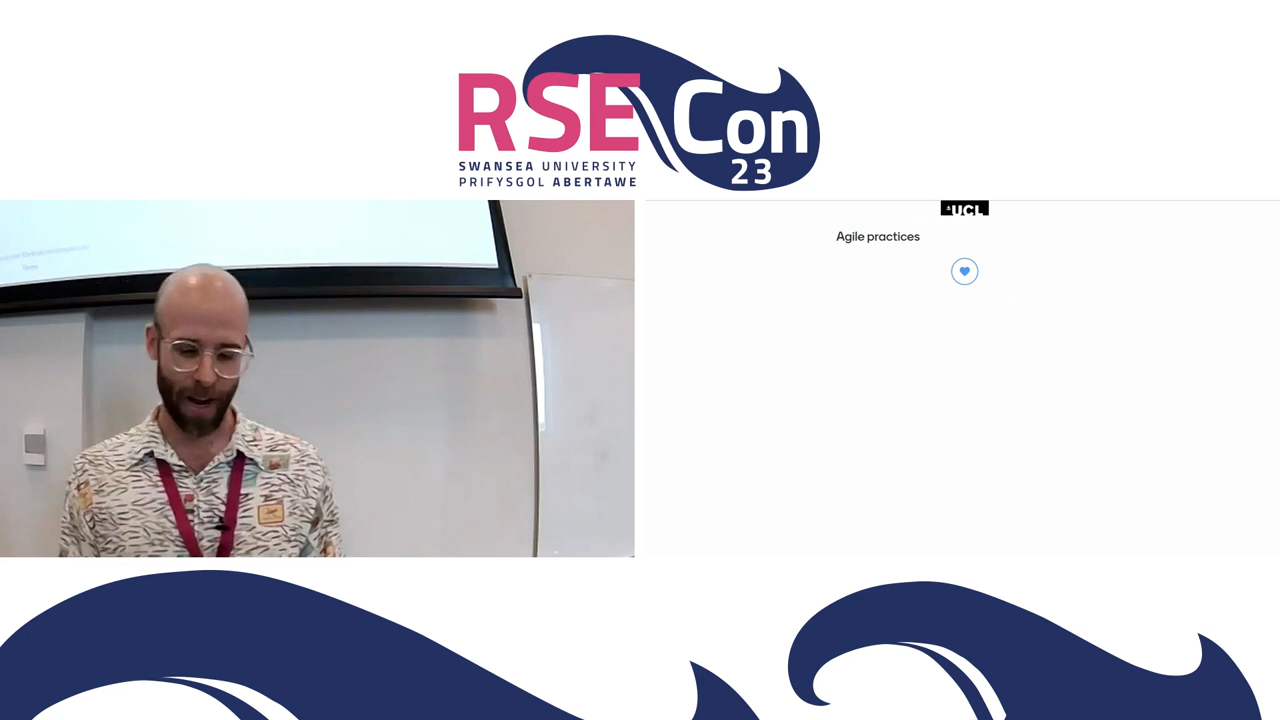 RSE Con
23
SWANSEA UNIVERSITY
PRIFYSGOL ABERTAWE
UCL
Agile practices